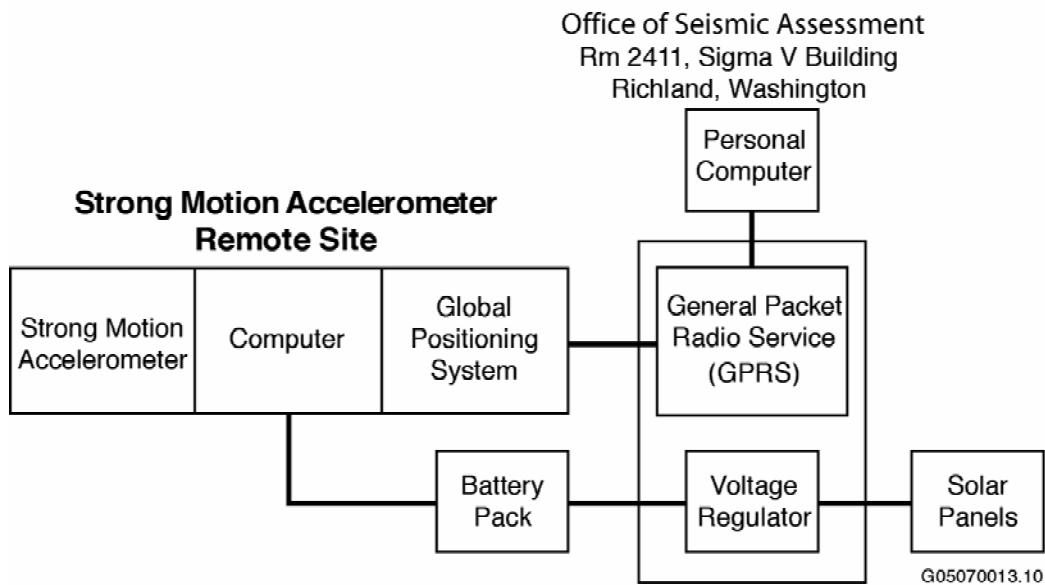 Office of Seismic Assessment
Rm 2411, Sigma V Building
Richland, Washington
Personal
Computer
Strong Motion Accelerometer
Remote Site
Strong Motion
Accelerometer
Computer
Global
Positioning
System
General Packet
Radio Service
(GPRS)
Battery
Pack
Voltage
Regulator
Solar
Panels
G05070013.10